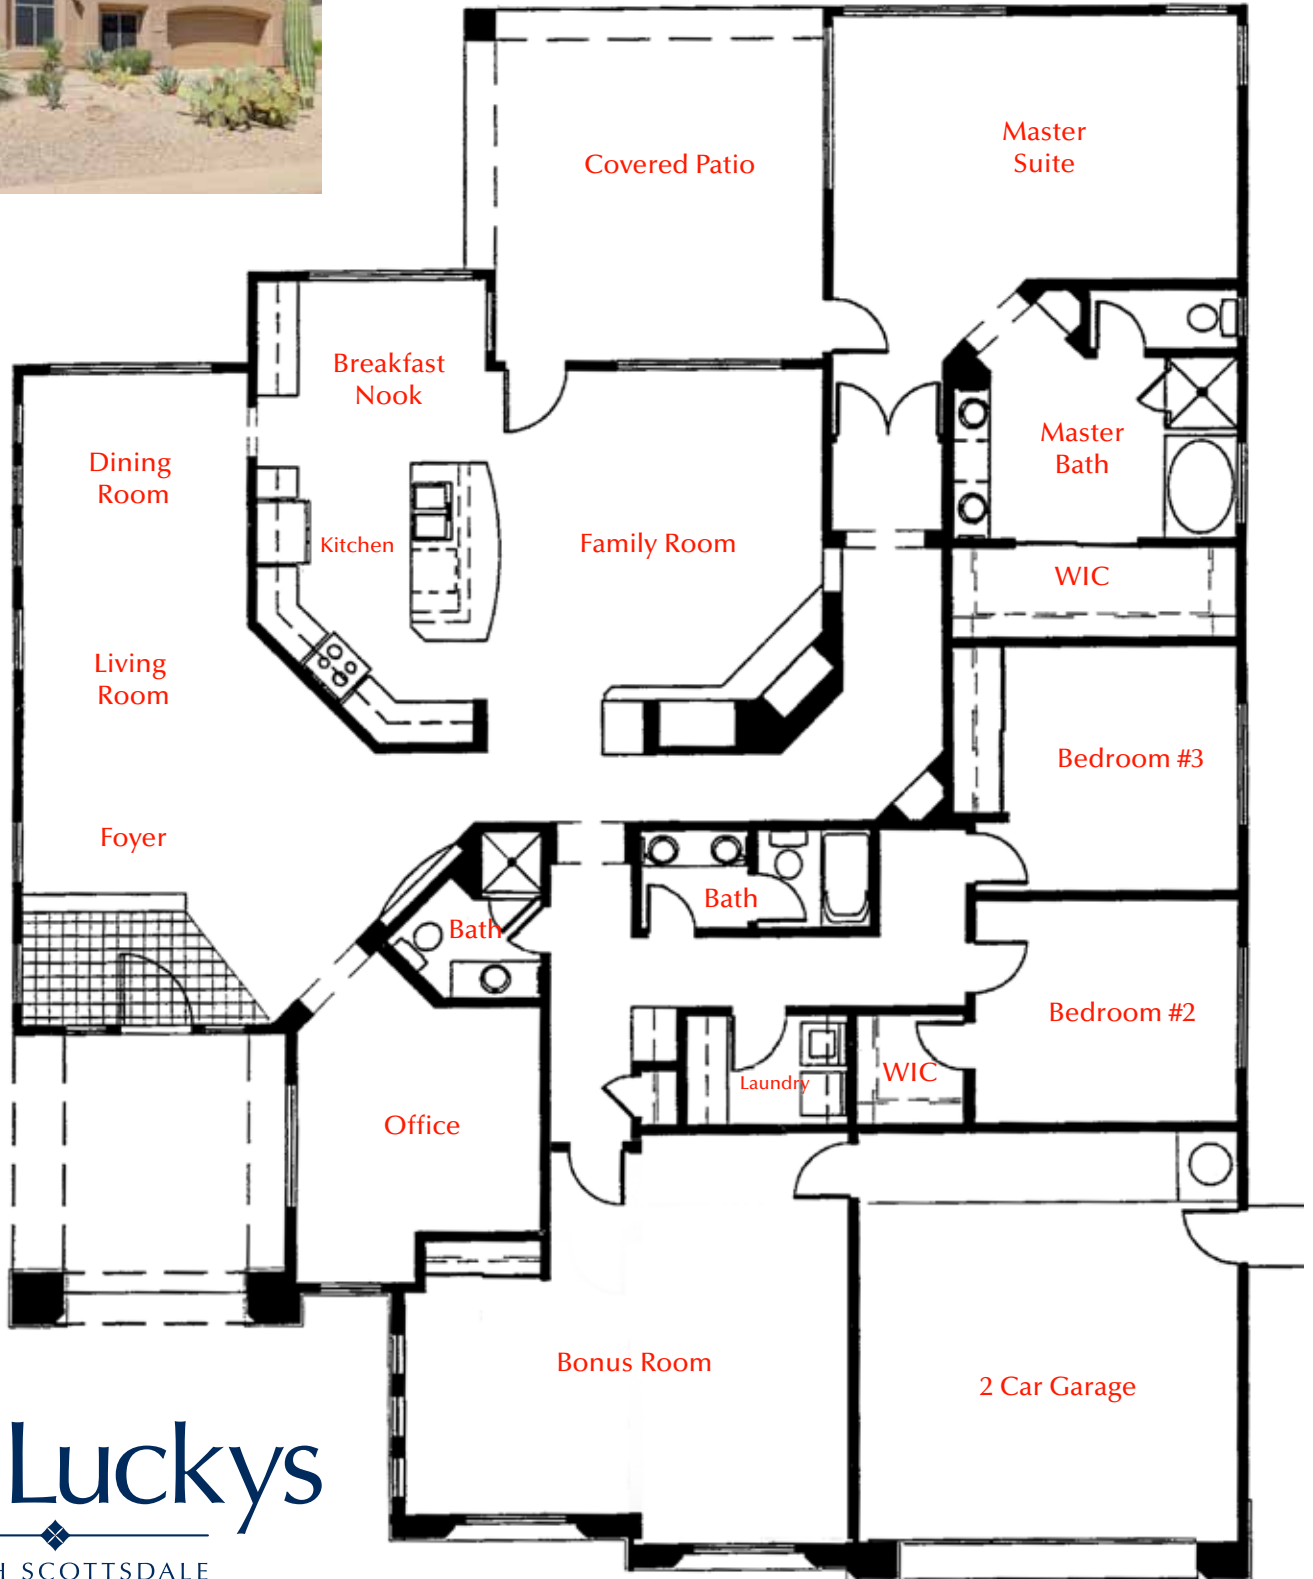 Master
Suite
Covered Patio
Breakfast
Nook
Dining
Room
Master
Bath
Kitchen
Family Room
WIC
Living
Room
Bedroom #3
Foyer
Bath
Bath
Bedroom #2
WIC
Laundry
Office
Bonus Room
2 Car Garage
Luckys
SCOTTSDALE